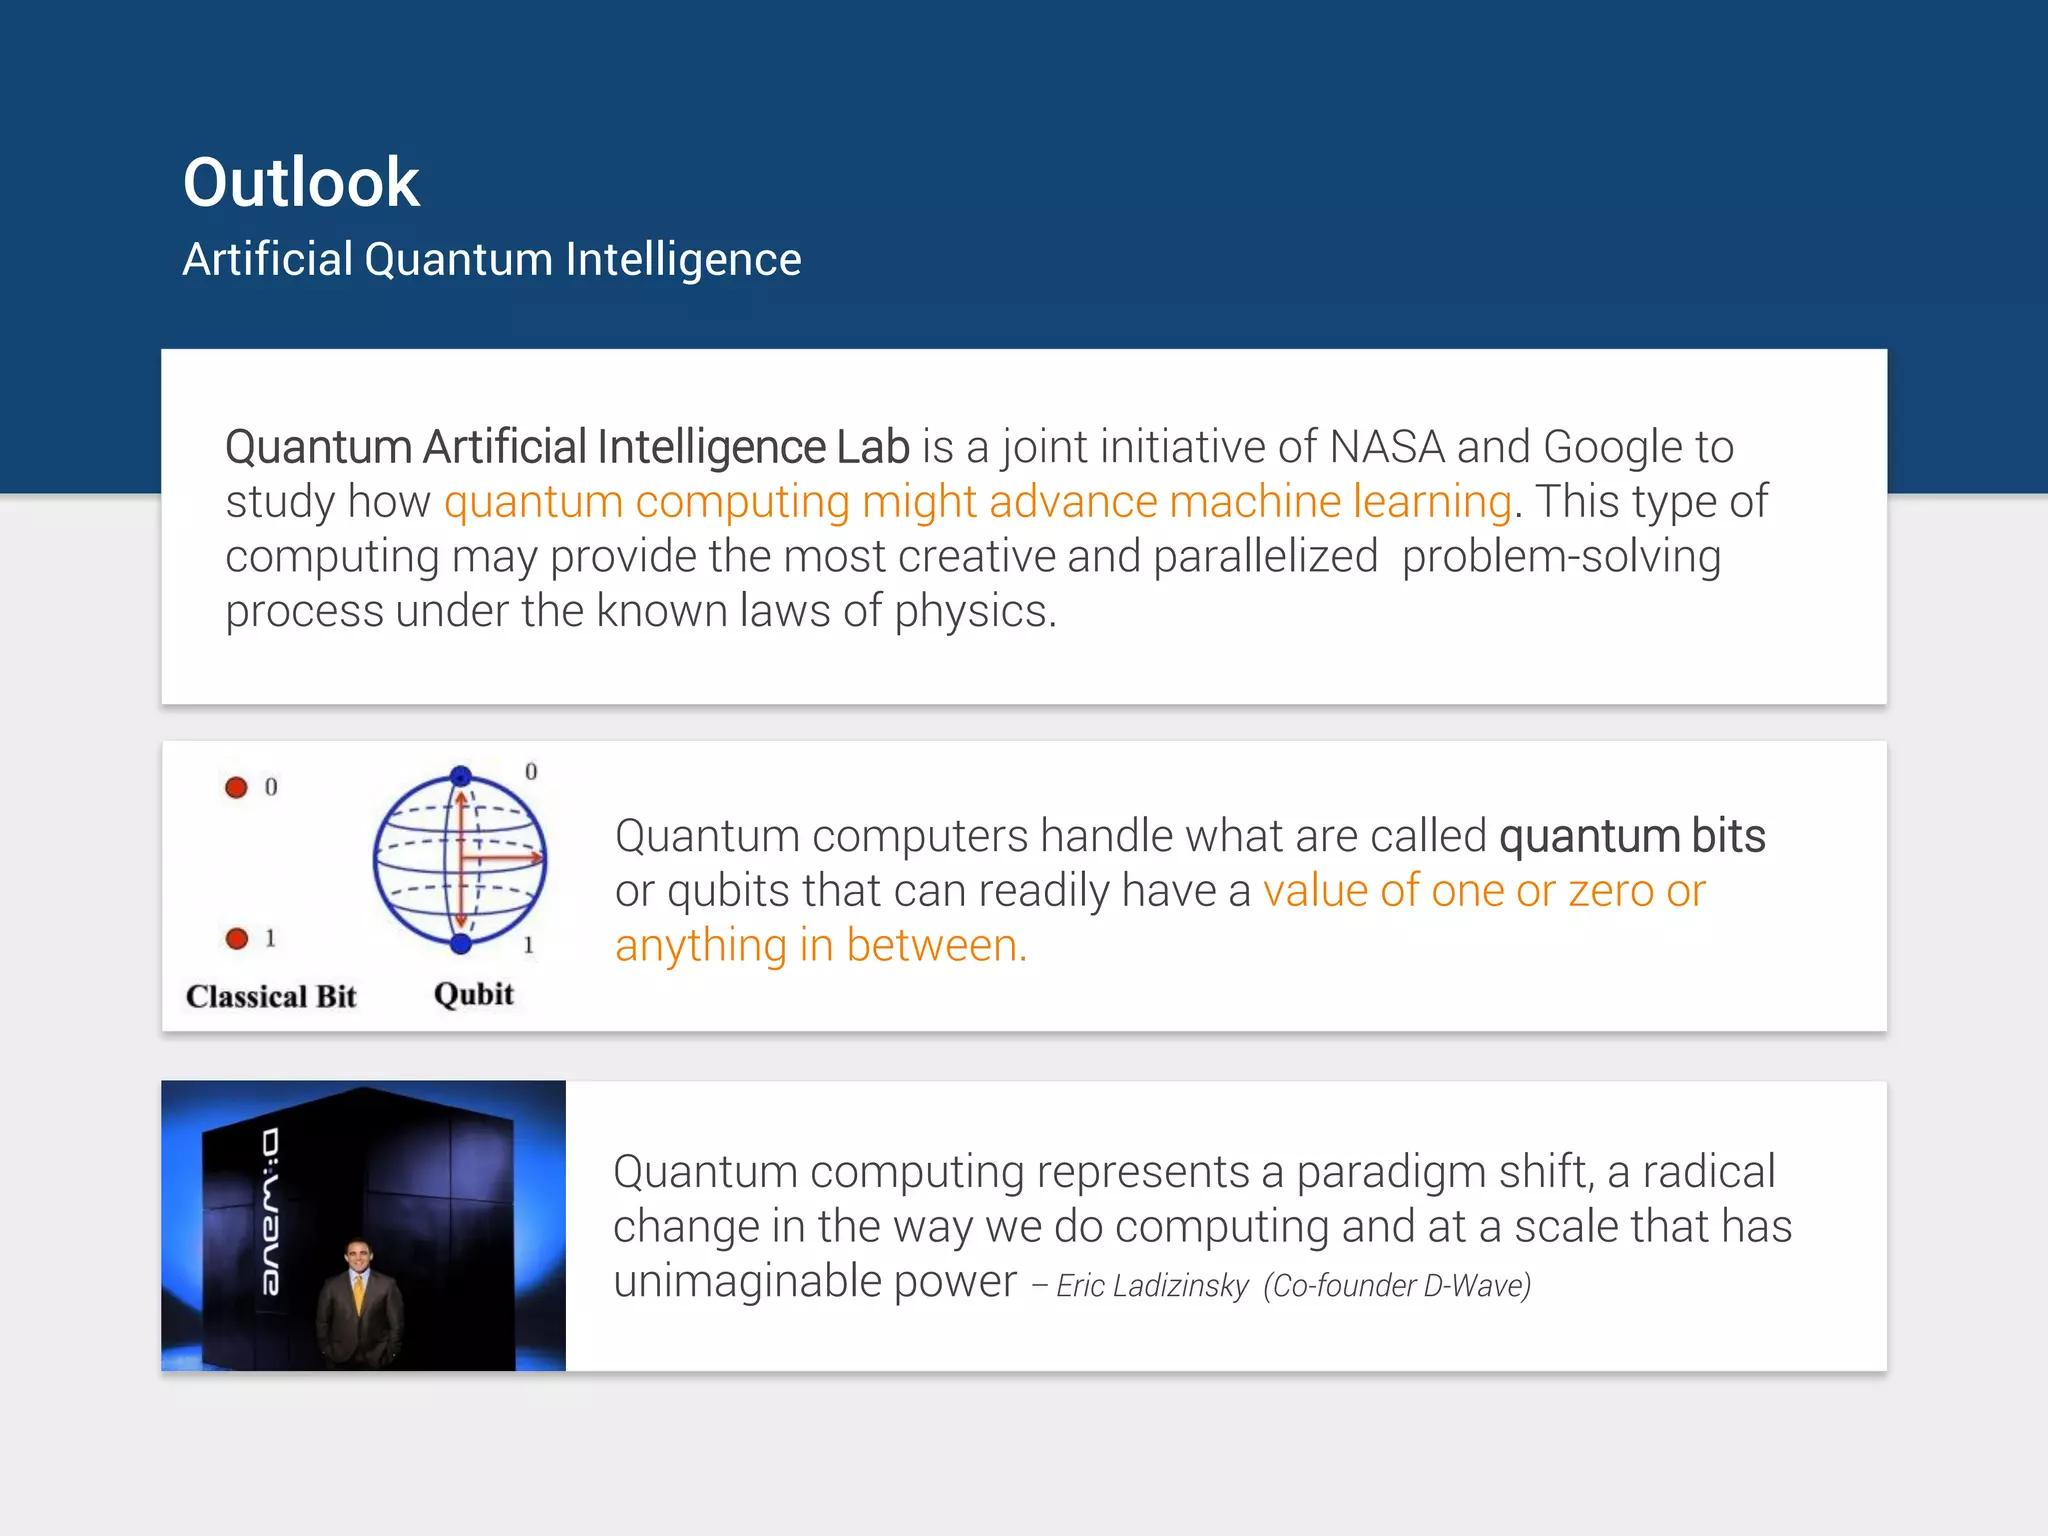 Outlook
Artificial Quantum Intelligence
Quantum Artificial Intelligence Lab is a joint initiative of NASA and Google to
study how quantum computing might advance machine learning. This type of
computing may provide the most creative and parallelized  problem-solving
process under the known laws of physics.
0
1
Classical Bit
0
1
Qubit
Quantum computers handle what are called quantum bits
or qubits that can readily have a value of one or zero or
anything in between.
D:wave
Quantum computing represents a paradigm shift, a radical
change in the way we do computing and at a scale that has
unimaginable power – Eric Ladizinsky  (Co-founder D-Wave)